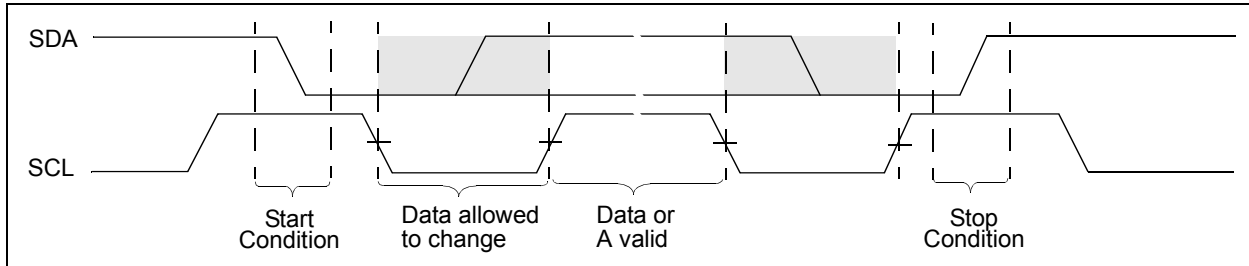 SDA
SCL
Start
Condition
Data allowed
to change
Data or
A valid
Stop
Condition